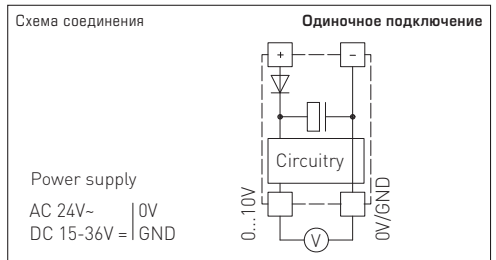 Схема соединения
Одиночное подключение
+ −
Circuitry
Power supply
AC 24V~ | 0V
DC 15-36V = | GND
0...10V
0V/GND
V